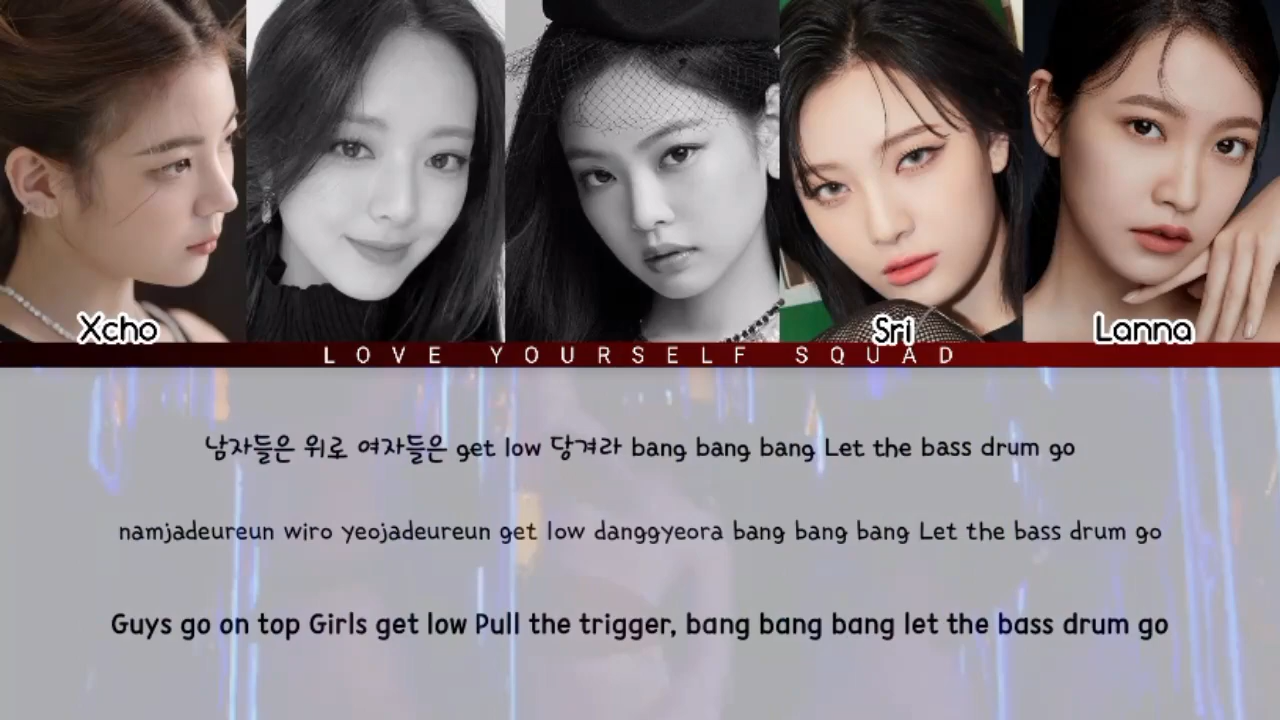 Xcho
Sri
Lanna
LOVE YOURSELF SQUAD
남자들은 위로 여자들은 get low 당겨라 bang bang bang Let the bass drum go
namjadeureun wiro yeojadeureun get low danggyeora bang bang bang Let the bass drum go
Guys go on top Girls get low Pull the trigger, bang bang bang let the bass drum go